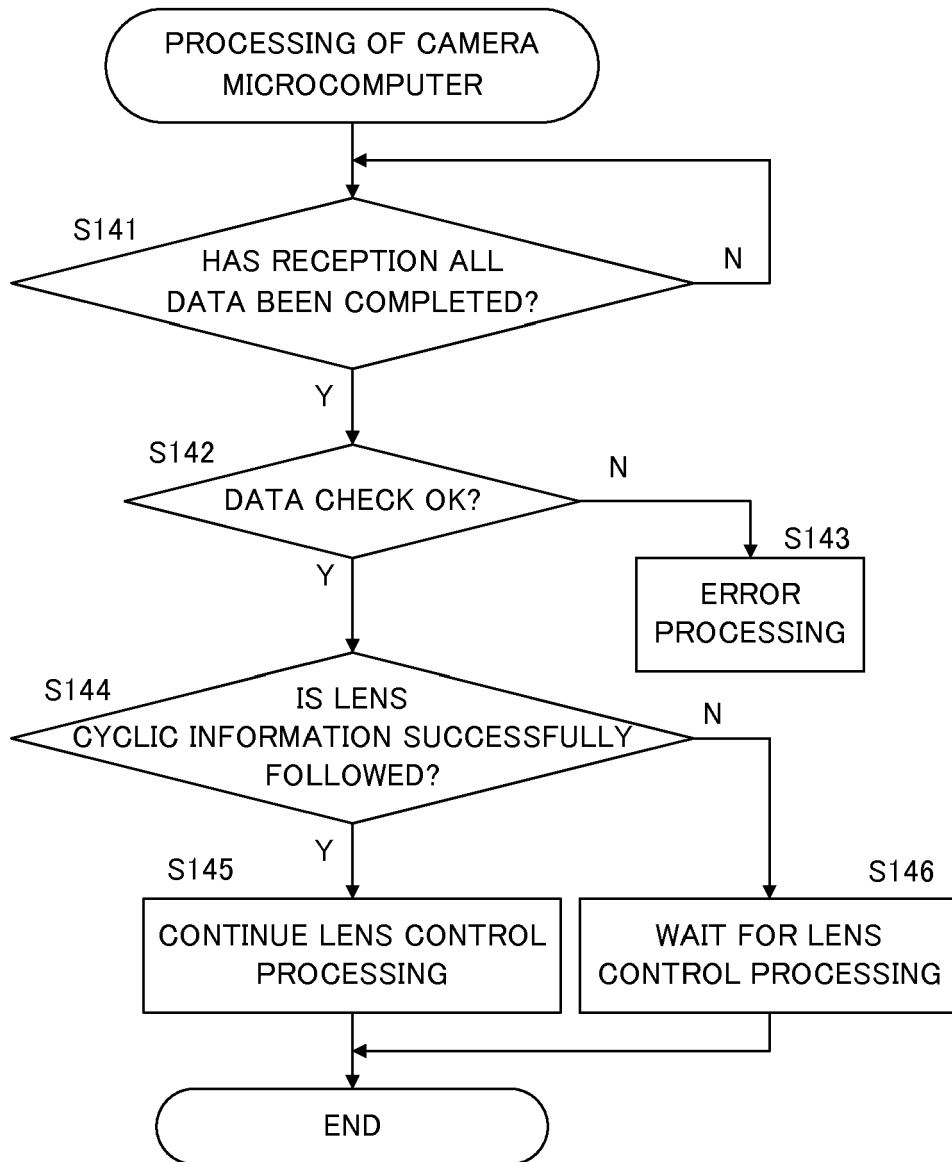 PROCESSING OF CAMERA
MICROCOMPUTER
S141
HAS RECEPTION ALL
DATA BEEN COMPLETED?
N
Y
S142
DATA CHECK OK?
N
Y
S143
ERROR
PROCESSING
S144
IS LENS
CYCLIC INFORMATION SUCCESSFULLY
FOLLOWED?
N
Y
S145
CONTINUE LENS CONTROL
PROCESSING
S146
WAIT FOR LENS
CONTROL PROCESSING
END